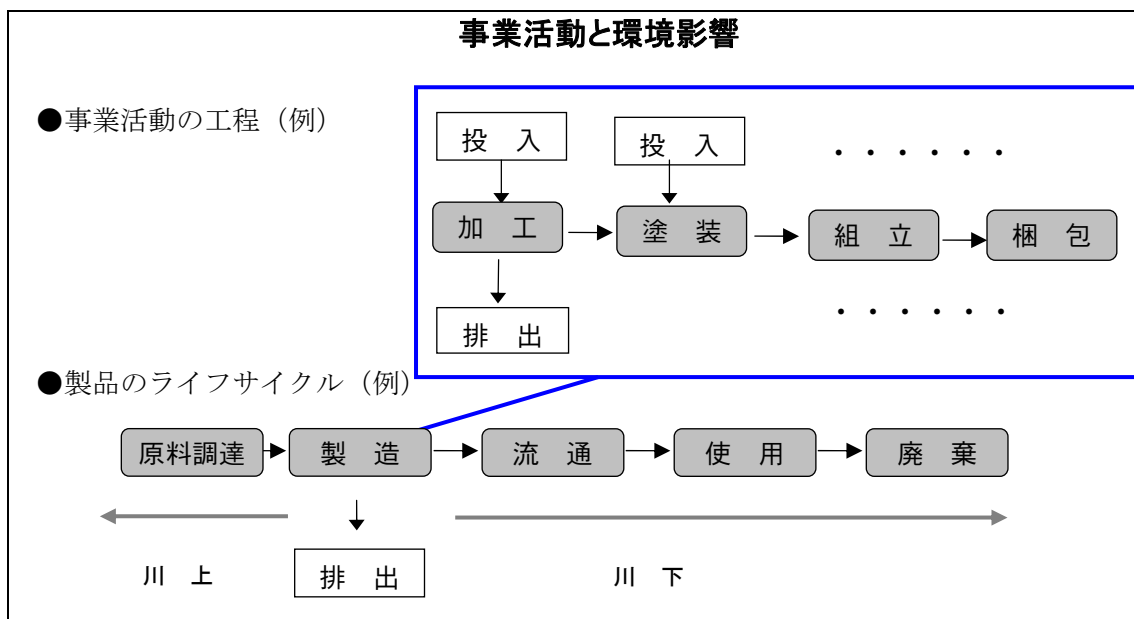 事業活動と環境影響
●事業活動の工程（例）
投　入
投　入
・・・・・・
加　工
塗　装
組　立
梱　包
排　出
・・・・・・
●製品のライフサイクル（例）
原料調達
製　造
流　通
使　用
廃　棄
川　上
排　出
川　下